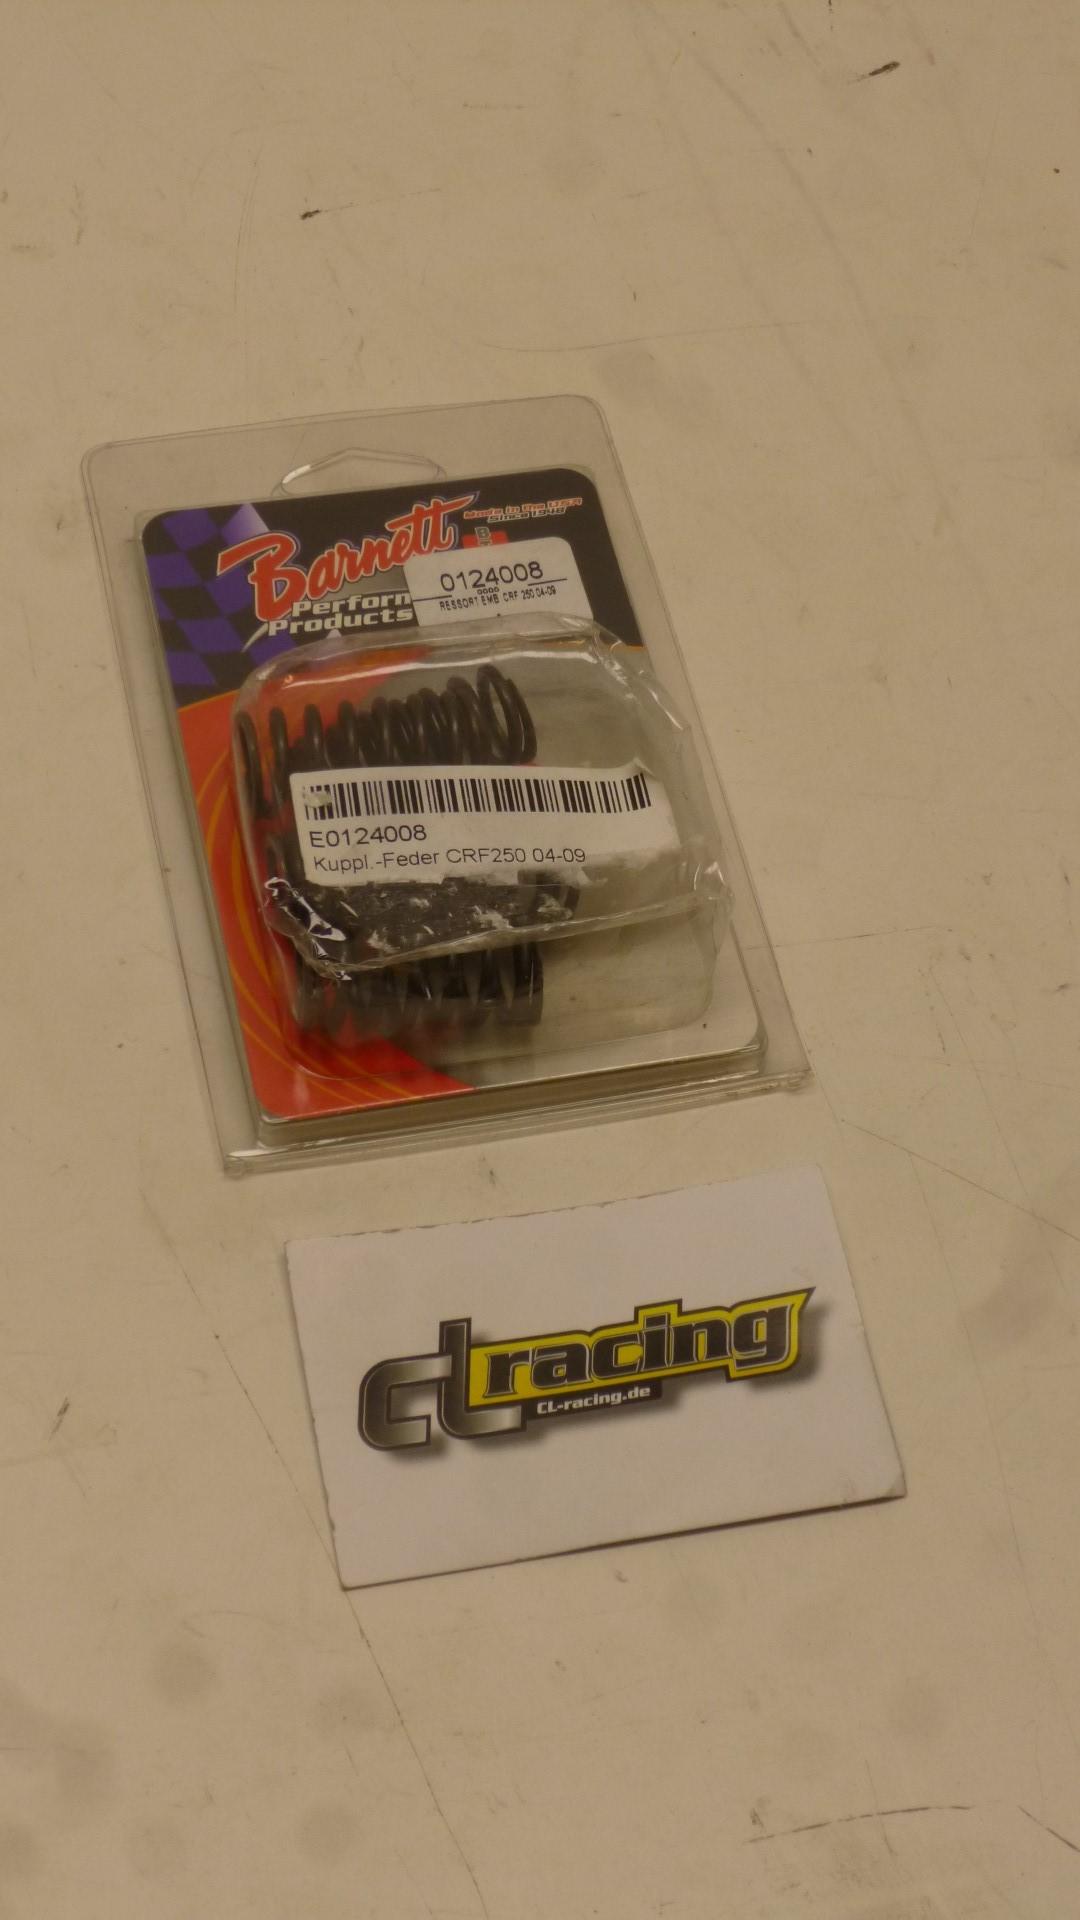 Barnett
Made in the USA
Since 1948
Perform
Products
0124008
0000
RESSORT EMB CRF 250 04-09
E0124008
Kuppl.-Feder CRF250 04-09
CL racing
CL-racing.de